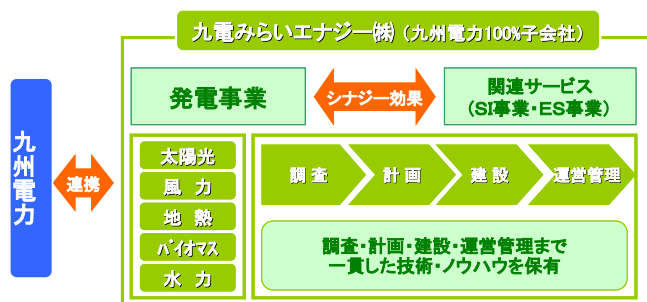 九電みらいエナジー㈱（九州電力100%子会社）
九州電力
連携
発電事業
シナジー効果
関連サービス
（SI事業・ES事業）
太陽光
風 力
地 熱
ﾊﾞｲｵﾏｽ
水 力
調 査
計 画
建 設
運営管理
調査・計画・建設・運営管理まで
一貫した技術・ノウハウを保有